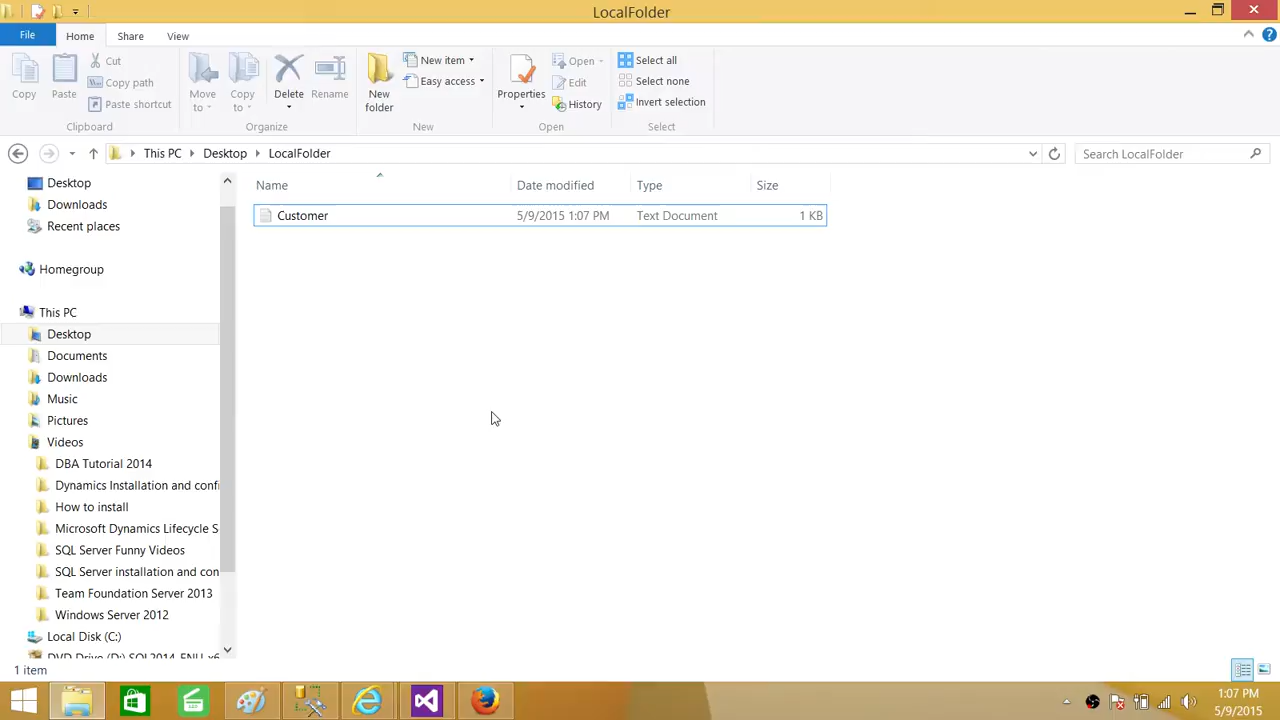 LocalFolder
File
Home
Share
View
Copy
Paste
Cut
Copy path
Paste shortcut
Clipboard
Move to
Copy to
Delete
Rename
Organize
New folder
New item
Easy access
New
Properties
Open
Edit
History
Open
Select all
Select none
Invert selection
Select
This PC
Desktop
LocalFolder
Search LocalFolder
Name
Date modified
Type
Size
Customer
5/9/2015 1:07 PM
Text Document
1 KB
Desktop
Downloads
Recent places
Homegroup
This PC
Desktop
Documents
Downloads
Music
Pictures
Videos
DBA Tutorial 2014
Dynamics Installation and confi
How to install
Microsoft Dynamics Lifecycle S
SQL Server Funny Videos
SQL Server installation and con
Team Foundation Server 2013
Windows Server 2012
Local Disk (C:)
DVD Drive (D:) SQL2014_ENU_x6
1 item
1:07 PM
5/9/2015